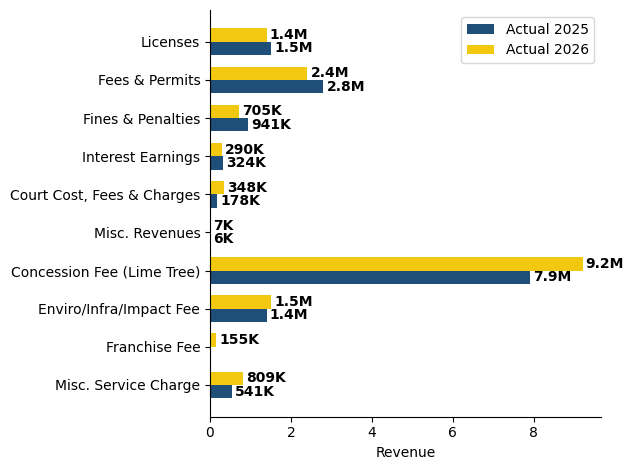 Actual 2025
Actual 2026
Licenses 1.4M
1.5M
Fees & Permits 2.4M
2.8M
Fines & Penalties 705K
941K
Interest Earnings 290K
324K
Court Cost, Fees & Charges 348K
178K
Misc. Revenues 7K
6K
Concession Fee (Lime Tree) 9.2M
7.9M
Enviro/Infra/Impact Fee 1.5M
1.4M
Franchise Fee 155K
Misc. Service Charge 809K
541K
0 2 4 6 8
Revenue